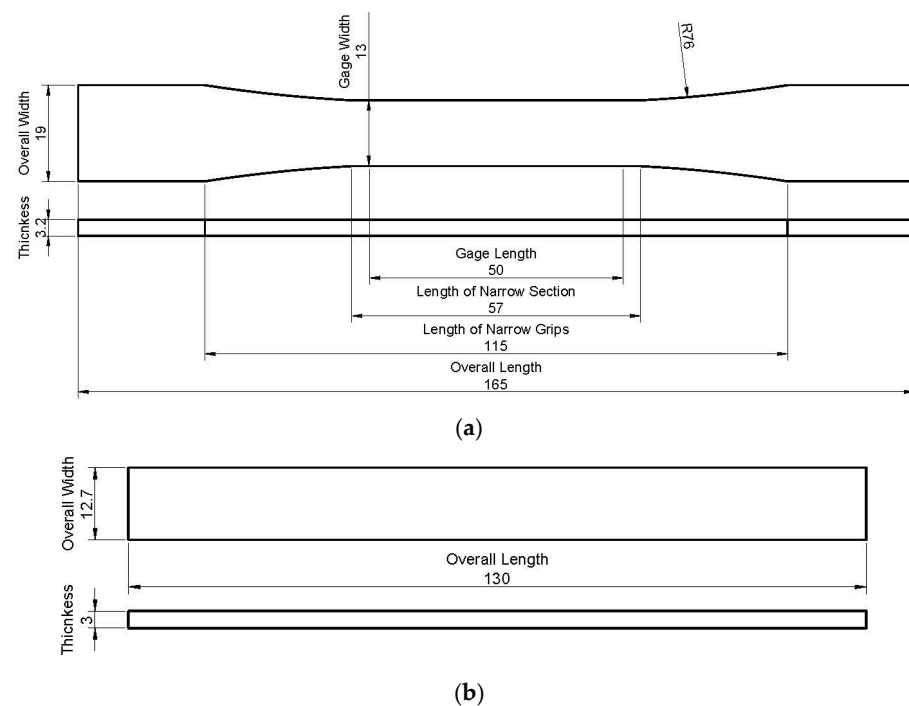 Gage Width
13
R76
Overall Width
19
Thicnkess
3.2
Gage Length
50
Length of Narrow Section
57
Length of Narrow Grips
115
Overall Length
165
(a)
Overall Width
12.7
Overall Length
130
Thicnkess
3
(b)